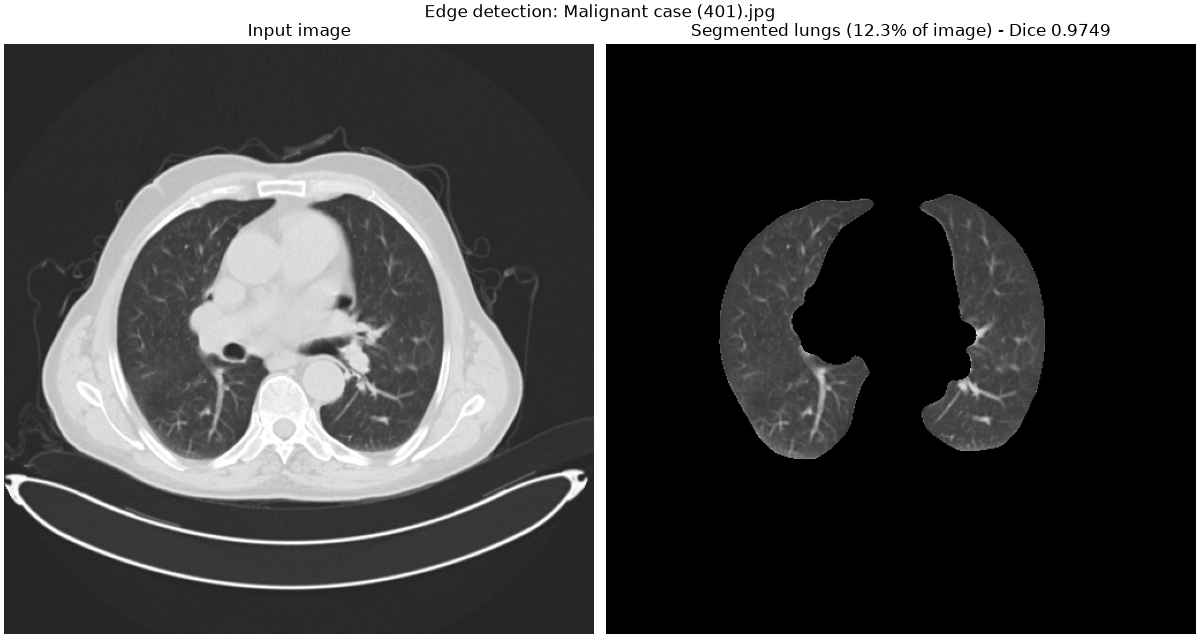 Edge detection: Malignant case (401).jpg
Input image
Segmented lungs (12.3% of image) - Dice 0.9749